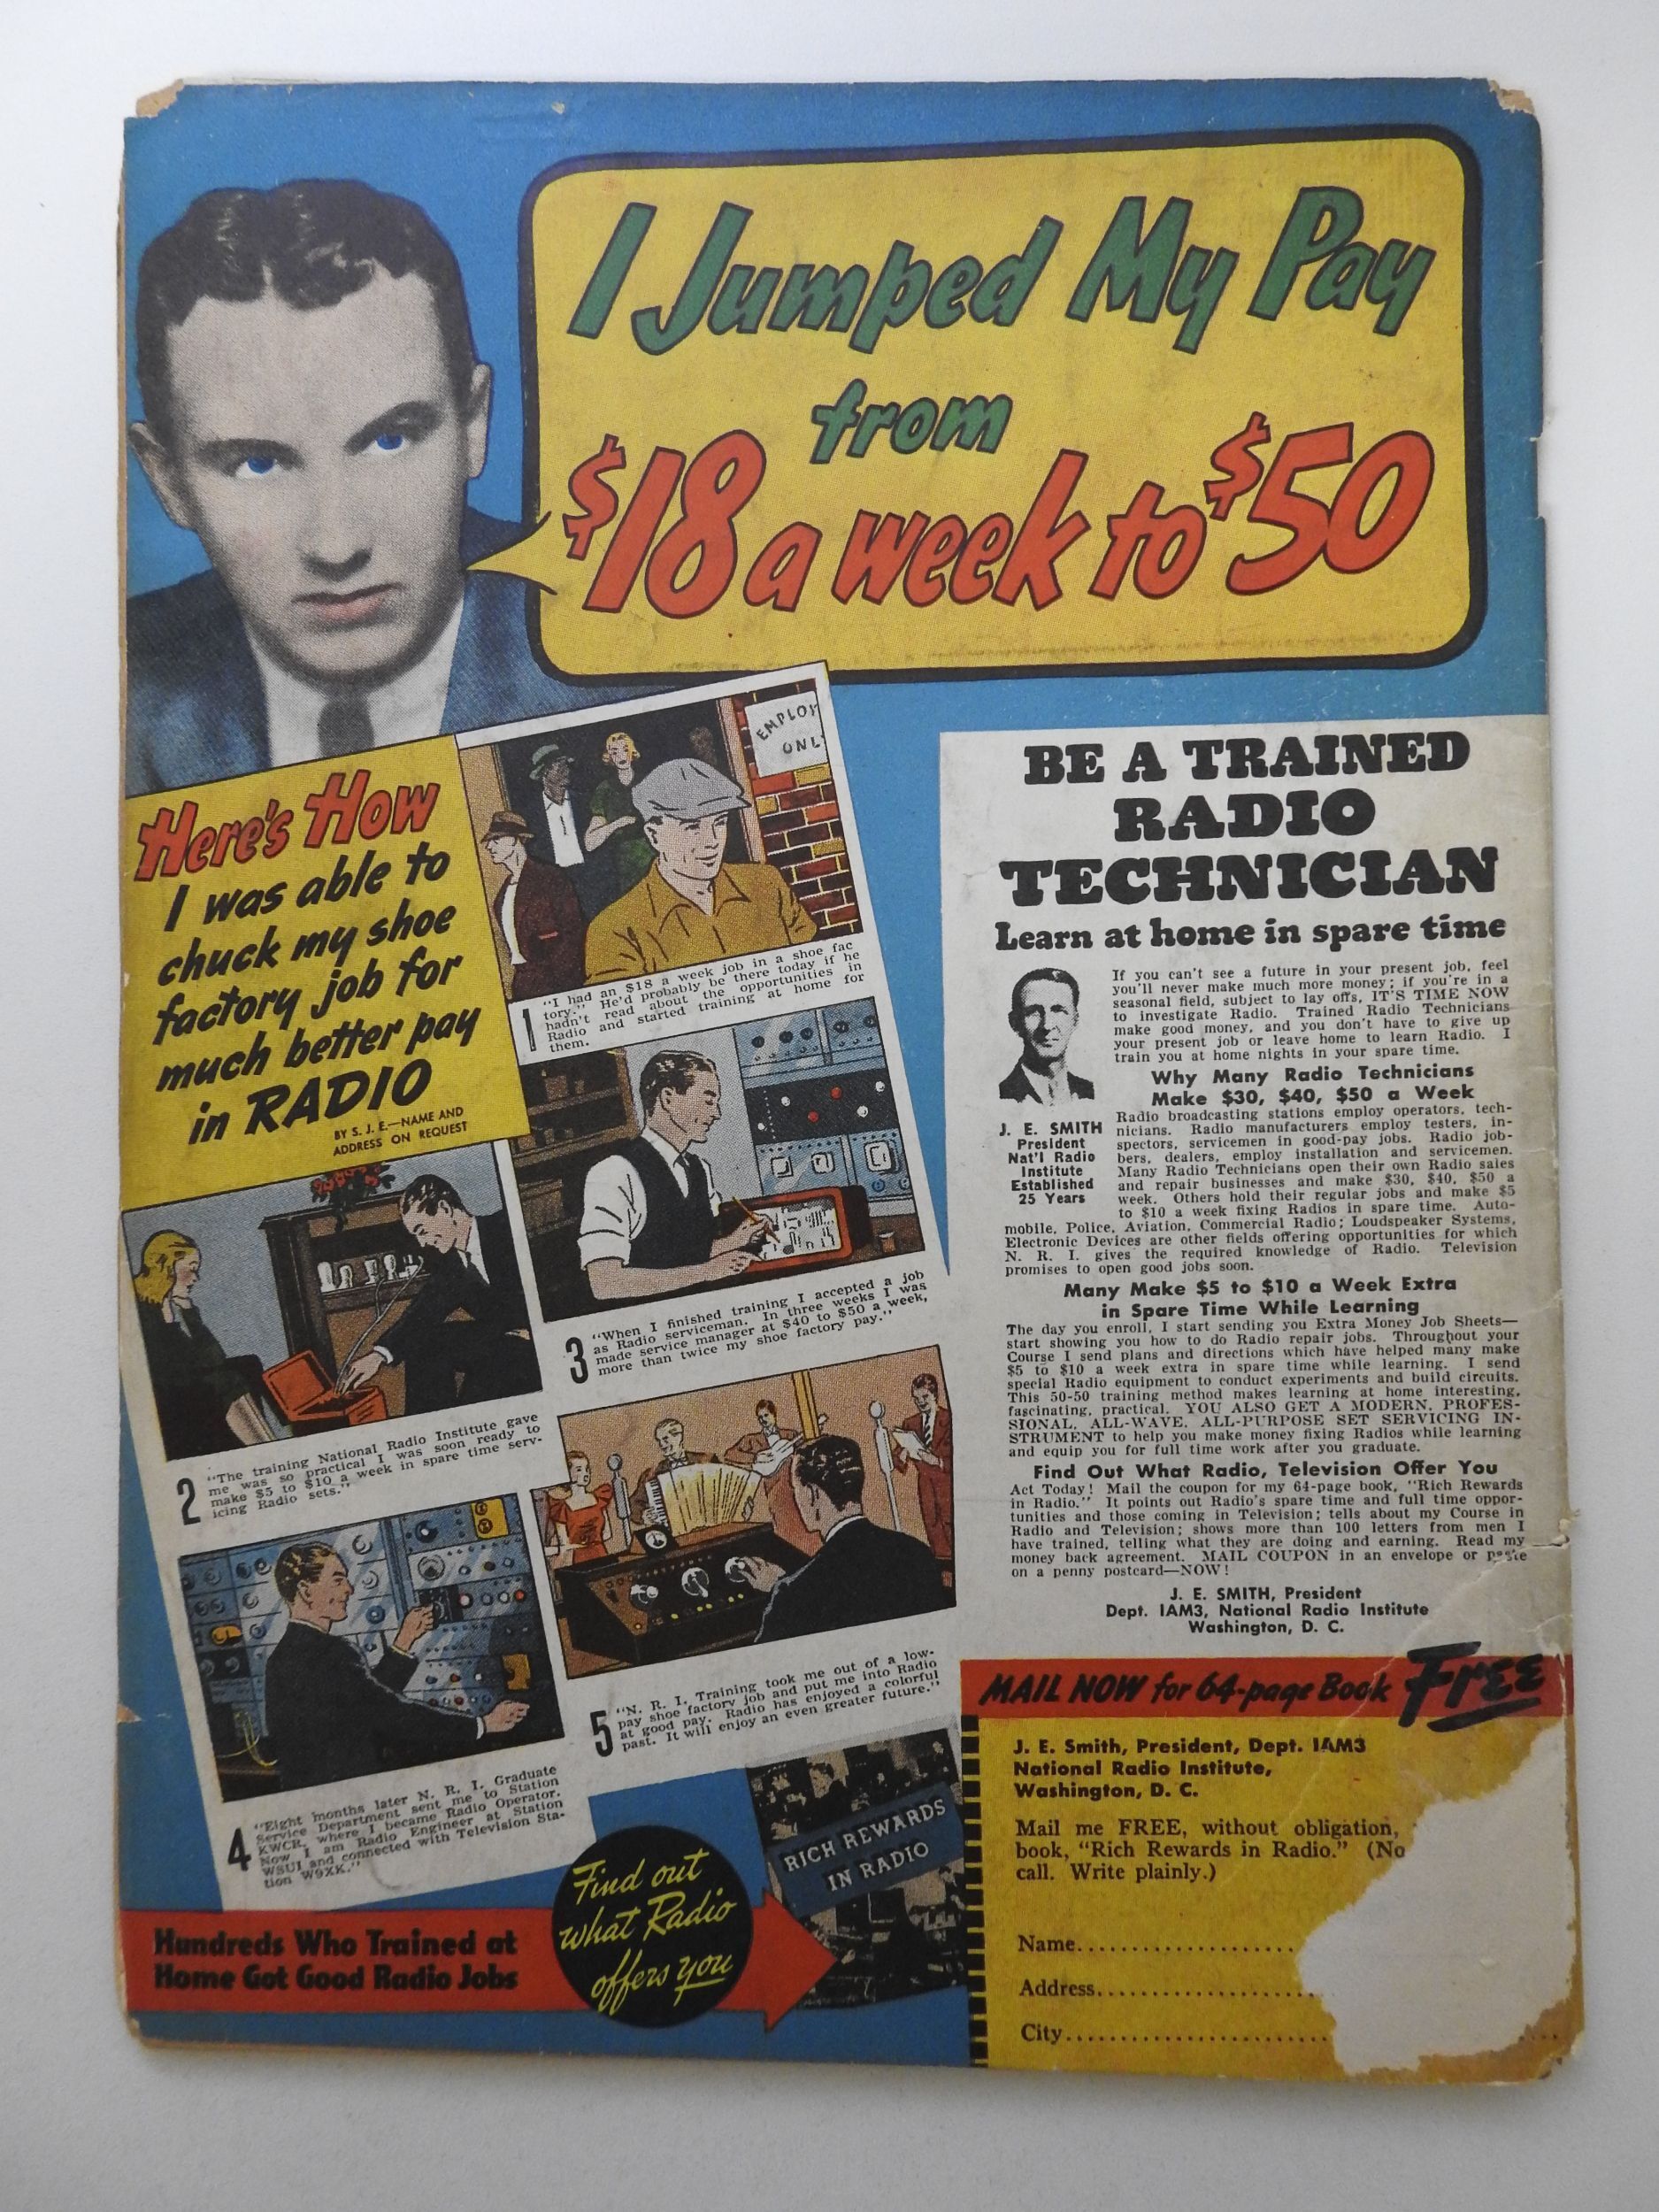 I Jumped My Pay
from
$18 a week to $50
Here's How
I was able to
chuck my shoe
factory job for
much better pay
in RADIO
BY S. J. E.—NAME AND
ADDRESS ON REQUEST
EMPLOY
ONL
1 "I had an $18 a week job in a shoe fac
tory." He'd probably be there today if he
hadn't read about the opportunities in
Radio and started training at home for
them.
2 "The training National Radio Institute gave
me was so practical I was soon ready to
make $5 to $10 a week in spare time serv-
icing Radio sets."
3 "When I finished training I accepted a job
as Radio serviceman. In three weeks I was
made service manager at $40 to $50 a week,
more than twice my shoe factory pay."
4 "Eight months later N. R. I. Graduate
Service Department sent me to Station
KWCR, where I became Radio Operator.
Now I am Radio Engineer at Station
WSUI and connected with Television Sta-
tion W9XK."
5 "N. R. I. Training took me out of a low-
pay shoe factory job and put me into Radio
at good pay. Radio has enjoyed a colorful
past. It will enjoy an even greater future."
Hundreds Who Trained at
Home Got Good Radio Jobs
Find out
what Radio
offers you
RICH REWARDS
IN RADIO
BE A TRAINED
RADIO
TECHNICIAN
Learn at home in spare time
If you can't see a future in your present job, feel
you'll never make much more money; if you're in a
seasonal field, subject to lay offs, IT'S TIME NOW
to investigate Radio. Trained Radio Technicians
make good money, and you don't have to give up
your present job or leave home to learn Radio. I
train you at home nights in your spare time.
J. E. SMITH
President
Nat'l Radio
Institute
Established
25 Years
Why Many Radio Technicians
Make $30, $40, $50 a Week
Radio broadcasting stations employ operators, tech-
nicians. Radio manufacturers employ testers, in-
spectors, servicemen in good-pay jobs. Radio job-
bers, dealers, employ installation and servicemen.
Many Radio Technicians open their own Radio sales
and repair businesses and make $30, $40, $50 a
week. Others hold their regular jobs and make $5
to $10 a week fixing Radios in spare time. Auto-
mobile, Police, Aviation, Commercial Radio; Loudspeaker Systems,
Electronic Devices are other fields offering opportunities for which
N. R. I. gives the required knowledge of Radio. Television
promises to open good jobs soon.
Many Make $5 to $10 a Week Extra
in Spare Time While Learning
The day you enroll, I start sending you Extra Money Job Sheets—
start showing you how to do Radio repair jobs. Throughout your
Course I send plans and directions which have helped many make
$5 to $10 a week extra in spare time while learning. I send
special Radio equipment to conduct experiments and build circuits.
This 50-50 training method makes learning at home interesting,
fascinating, practical. YOU ALSO GET A MODERN, PROFES-
SIONAL, ALL-WAVE, ALL-PURPOSE SET SERVICING IN-
STRUMENT to help you make money fixing Radios while learning
and equip you for full time work after you graduate.
Find Out What Radio, Television Offer You
Act Today! Mail the coupon for my 64-page book, "Rich Rewards
in Radio." It points out Radio's spare time and full time oppor-
tunities and those coming in Television; tells about my Course in
Radio and Television; shows more than 100 letters from men I
have trained, telling what they are doing and earning. Read my
money back agreement. MAIL COUPON in an envelope or paste
on a penny postcard—NOW!
J. E. SMITH, President
Dept. 1AM3, National Radio Institute
Washington, D. C.
MAIL NOW for 64-page Book FREE
J. E. Smith, President, Dept. 1AM3
National Radio Institute,
Washington, D. C.
Mail me FREE, without obligation,
book, "Rich Rewards in Radio." (No
call. Write plainly.)
Name......................
Address......................
City......................